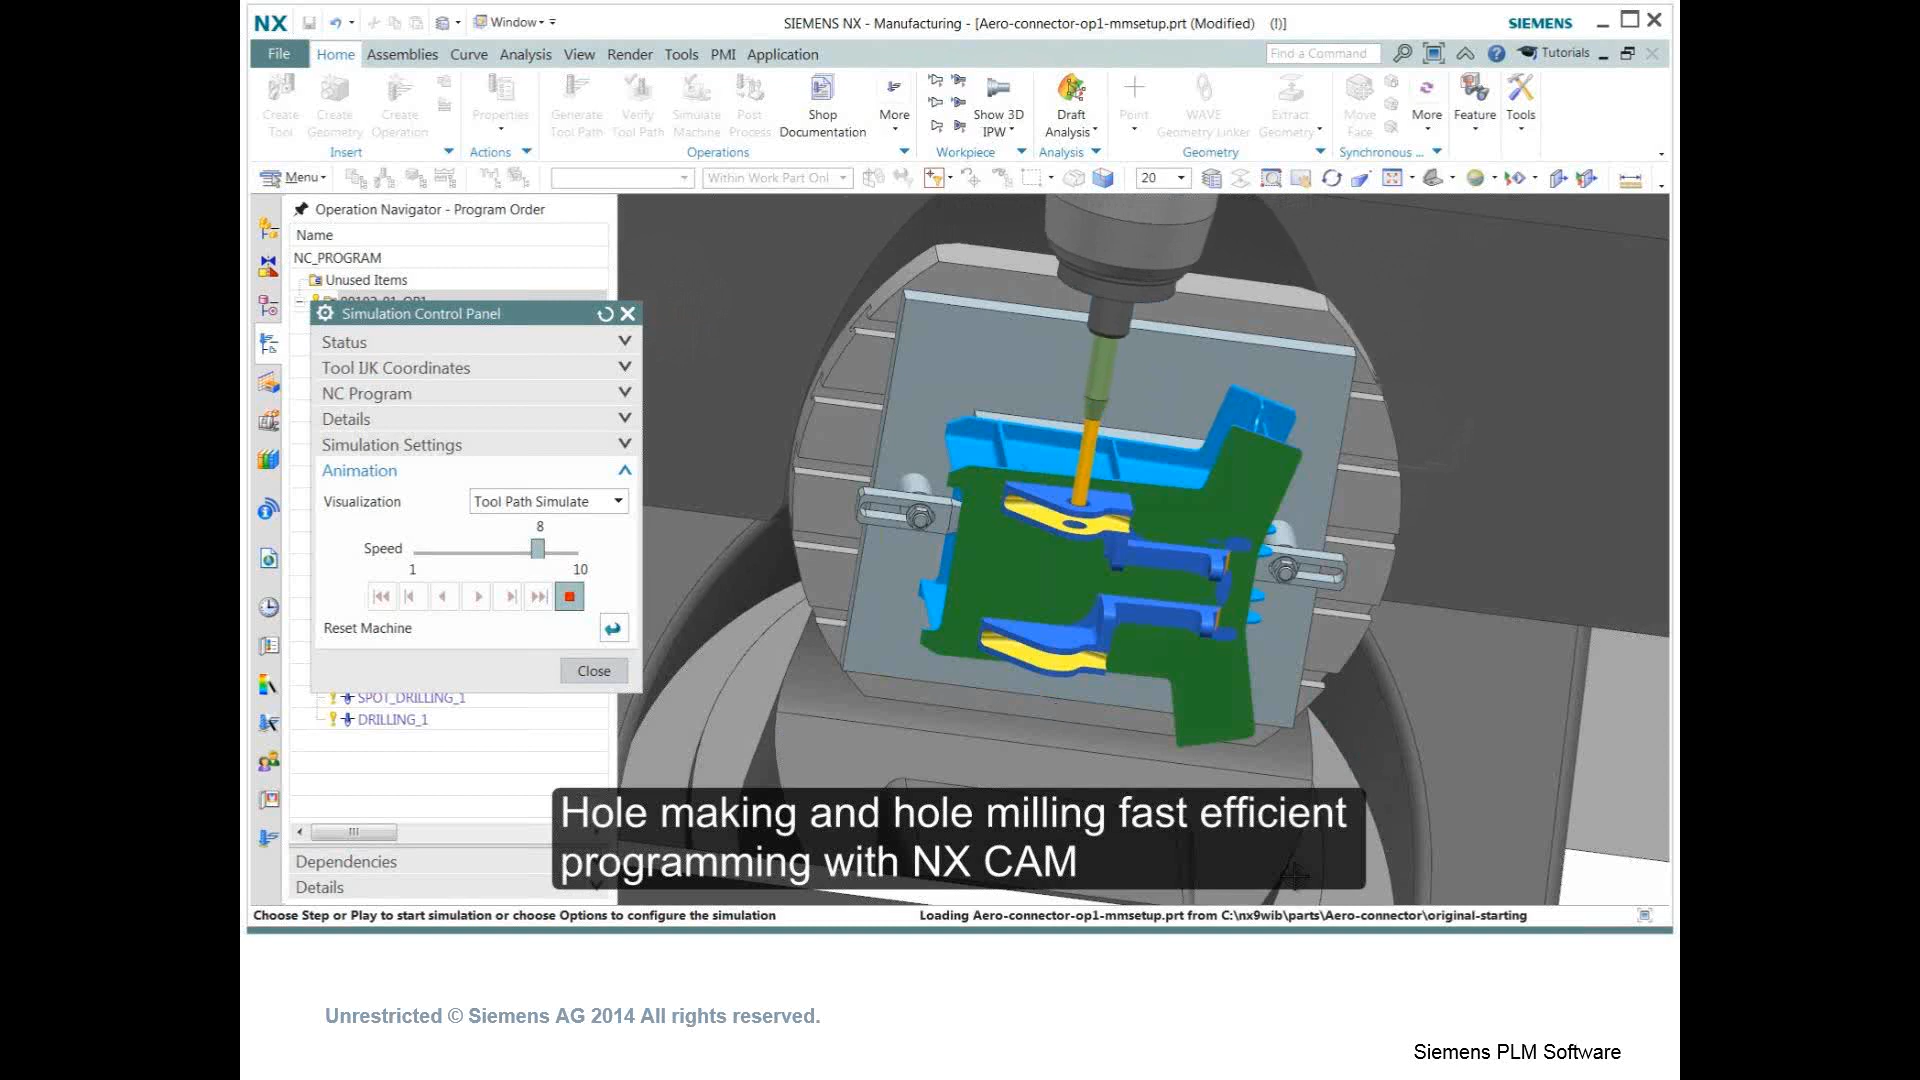 NX
Window
SIEMENS NX - Manufacturing - [Aero-connector-op1-mmsetup.prt (Modified) (!)]
SIEMENS
File Home Assemblies Curve Analysis View Render Tools PMI Application
Find a Command
Tutorials
Create Tool
Create Geometry
Create Operation
Properties
Generate Tool Path
Verify Tool Path
Simulate Machine
Post Process
Shop Documentation
More
Show 3D IPW
Draft Analysis
Point
WAVE Geometry Linker
Extract Geometry
Move Face
More
Feature
Tools
Insert Actions Operations Workpiece Analysis Geometry Synchronous ...
Menu
Within Work Part Onl
20
Operation Navigator - Program Order
Name
NC_PROGRAM
Unused Items
Simulation Control Panel
Status
Tool IJK Coordinates
NC Program
Details
Simulation Settings
Animation
Visualization Tool Path Simulate
8
Speed
1 10
Reset Machine
Close
SPOT_DRILLING_1
DRILLING_1
Dependencies
Details
Hole making and hole milling fast efficient
programming with NX CAM
Choose Step or Play to start simulation or choose Options to configure the simulation
Loading Aero-connector-op1-mmsetup.prt from C:\nx9wib\parts\Aero-connector\original-starting
Unrestricted © Siemens AG 2014 All rights reserved.
Siemens PLM Software